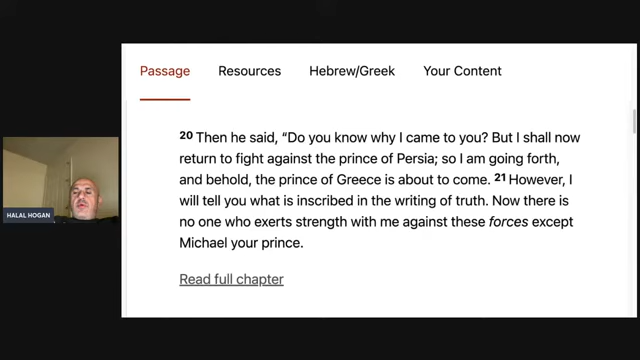 Passage Resources Hebrew/Greek Your Content
20 Then he said, “Do you know why I came to you? But I shall now
return to fight against the prince of Persia; so I am going forth,
and behold, the prince of Greece is about to come. 21 However, I
will tell you what is inscribed in the writing of truth. Now there is
no one who exerts strength with me against these forces except
Michael your prince.
Read full chapter
HALAL HOGAN